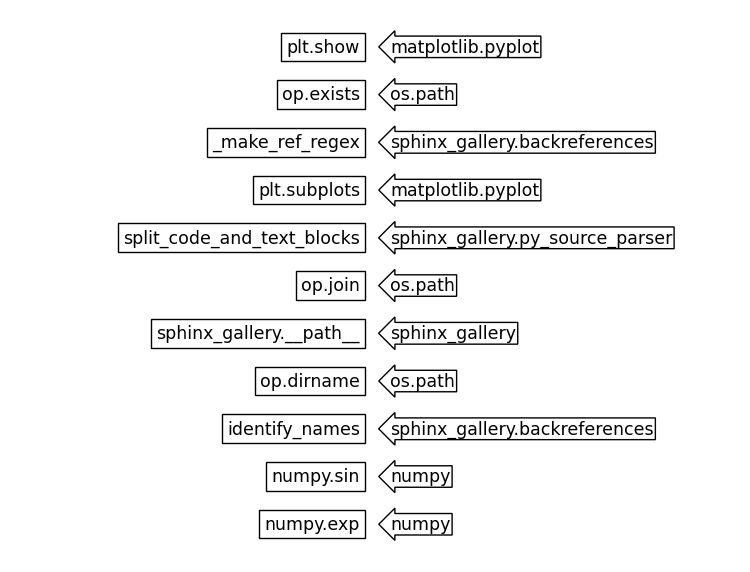 plt.show matplotlib.pyplot
op.exists os.path
_make_ref_regex sphinx_gallery.backreferences
plt.subplots matplotlib.pyplot
split_code_and_text_blocks sphinx_gallery.py_source_parser
op.join os.path
sphinx_gallery.__path__ sphinx_gallery
op.dirname os.path
identify_names sphinx_gallery.backreferences
numpy.sin numpy
numpy.exp numpy